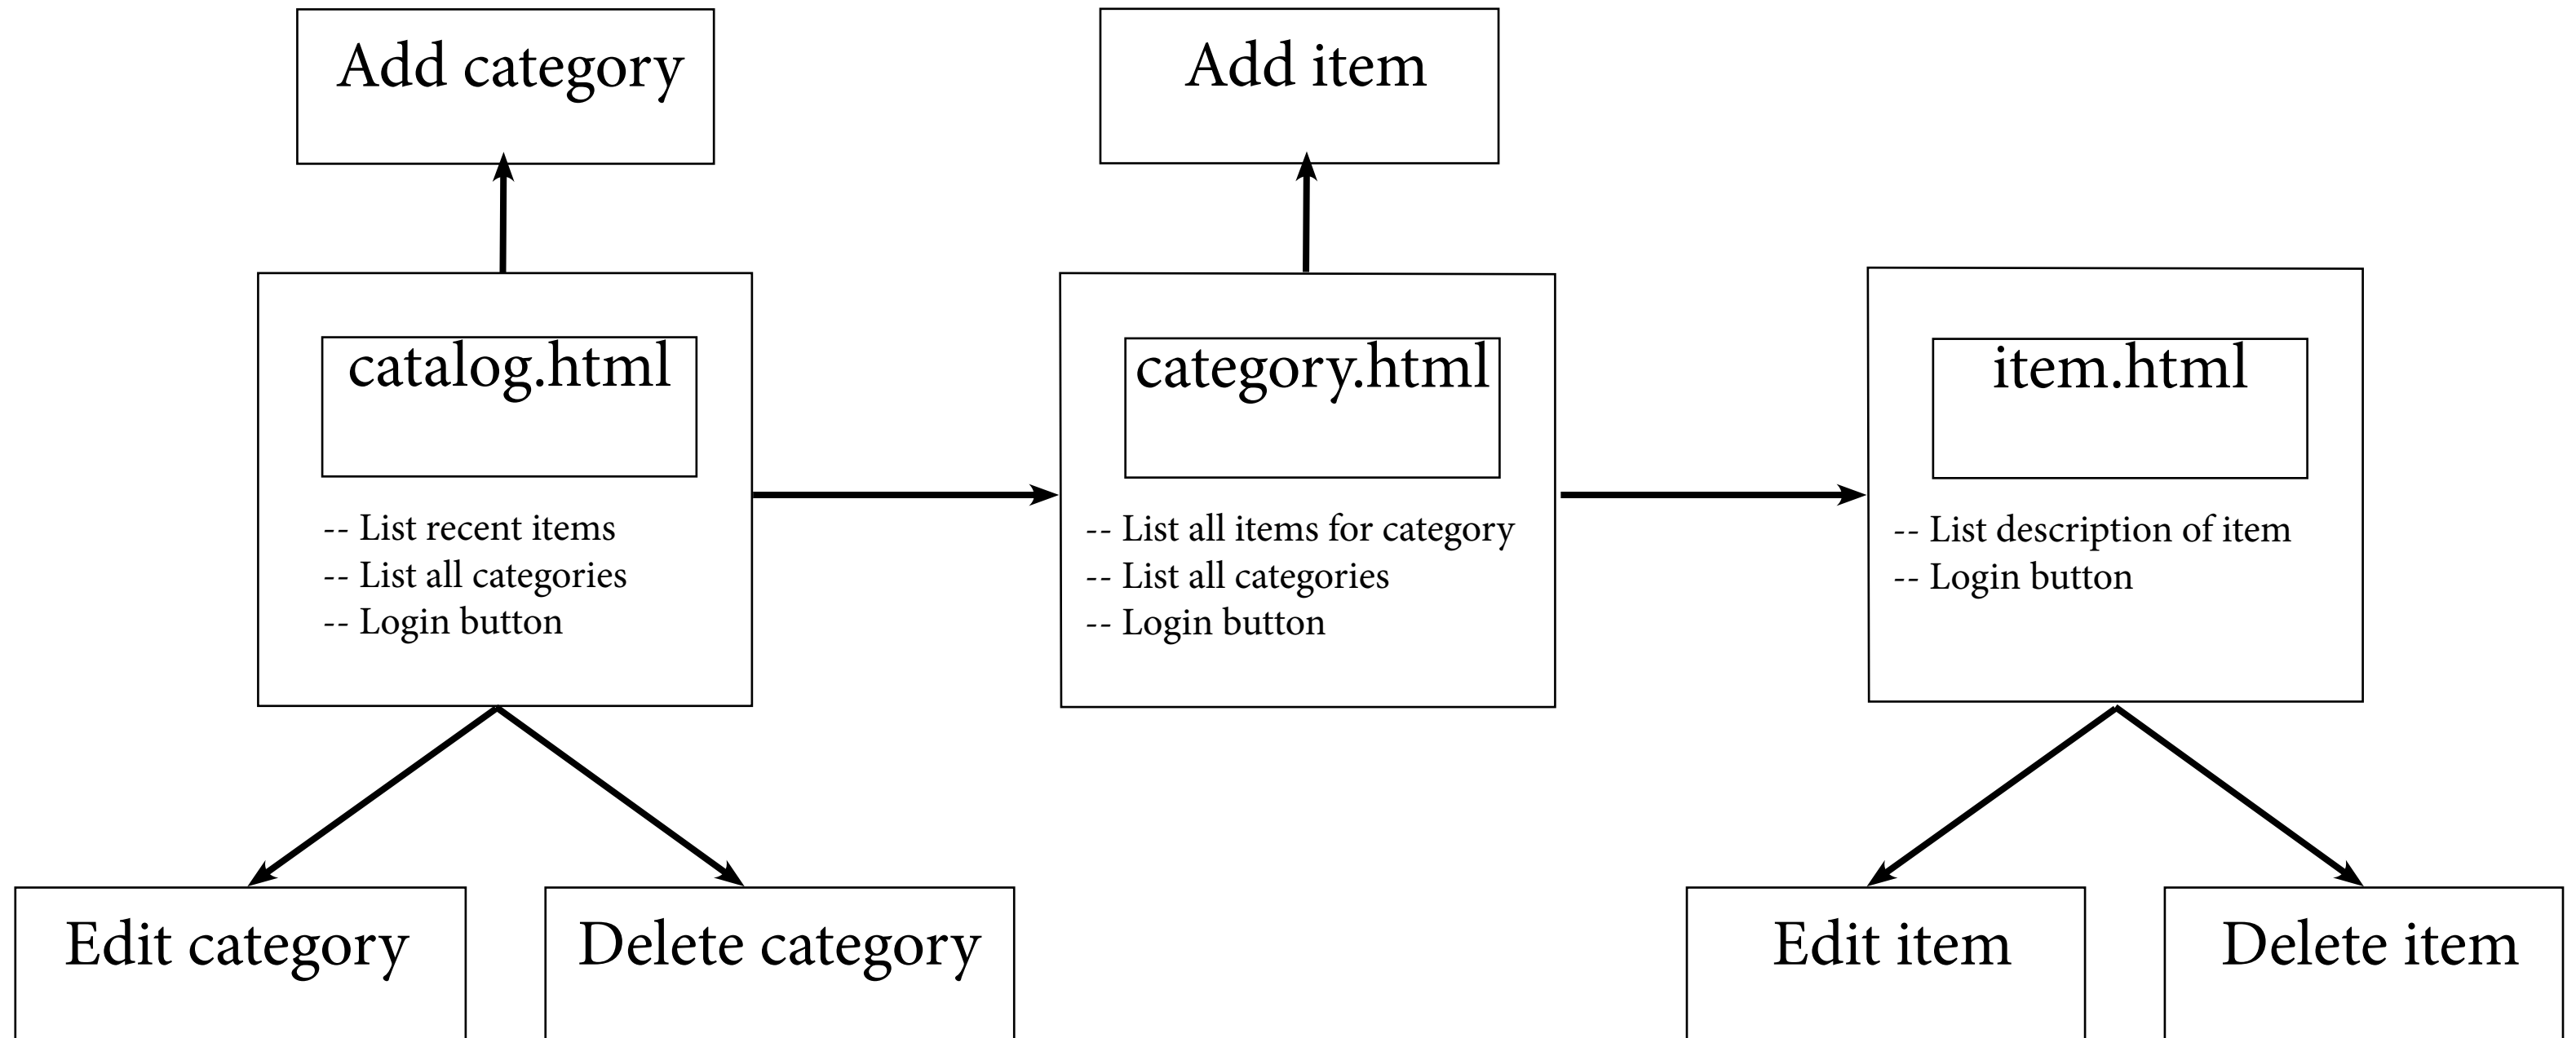 Add category
Add item
catalog.html
-- List recent items
-- List all categories
-- Login button
category.html
-- List all items for category
-- List all categories
-- Login button
item.html
-- List description of item
-- Login button
Edit category
Delete category
Edit item
Delete item